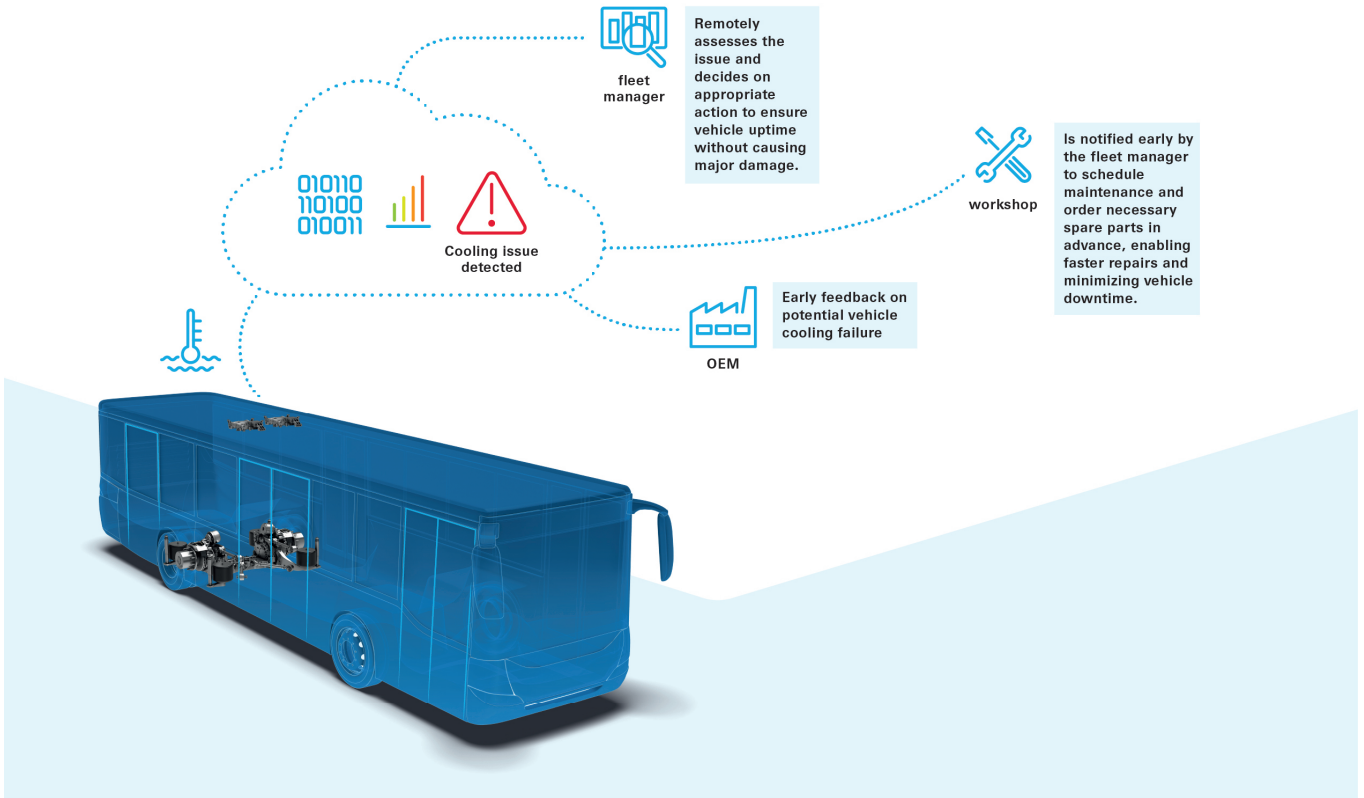 Remotely
assesses the
issue and
decides on
appropriate
action to ensure
vehicle uptime
without causing
major damage.
fleet
manager
Is notified early by
the fleet manager
to schedule
maintenance and
order necessary
spare parts in
advance, enabling
faster repairs and
minimizing vehicle
downtime.
workshop
010110
110100
010011
Cooling issue
detected
Early feedback on
potential vehicle
cooling failure
OEM